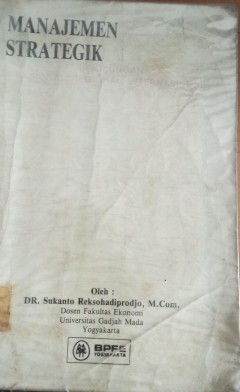 MANAJEMEN
STRATEGIK
Oleh :
DR. Sukanto Reksohadiprodjo, M.Com.
Dosen Fakultas Ekonomi
Universitas Gadjah Mada
Yogyakarta
BPFE
YOGYAKARTA